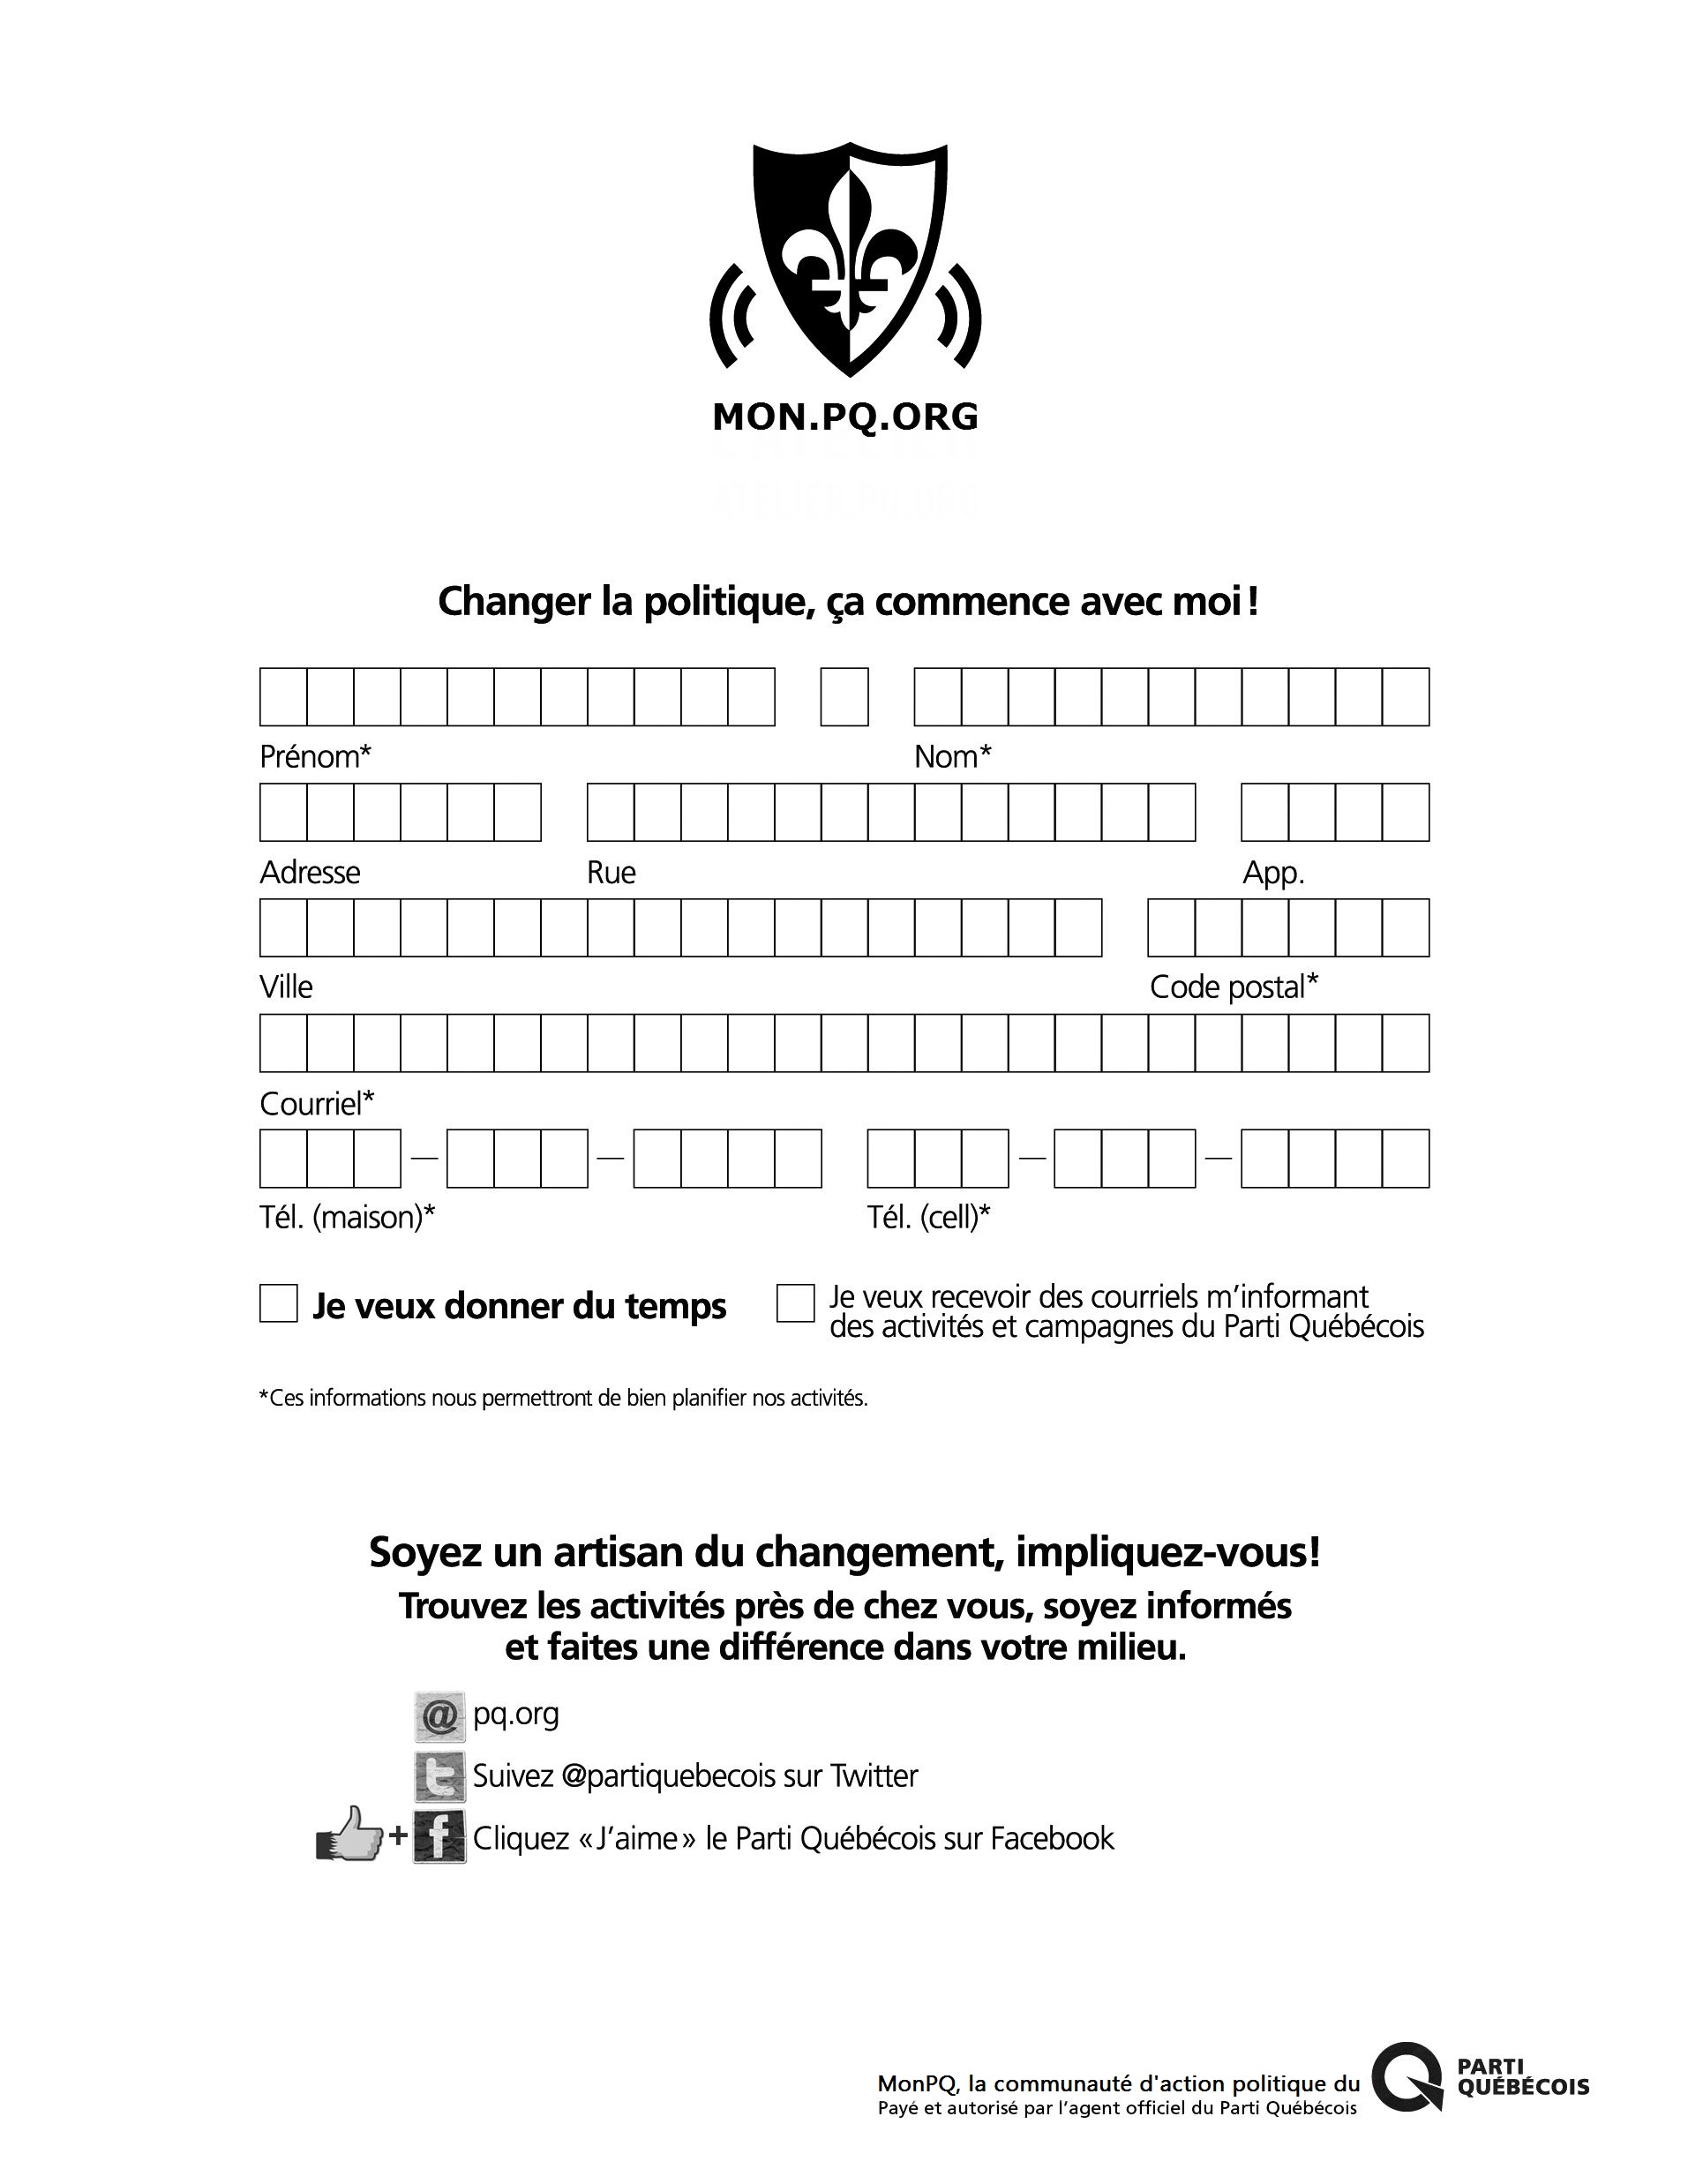 MON.PQ.ORG
Changer la politique, ça commence avec moi !
Prénom* Nom*
Adresse Rue App.
Ville Code postal*
Courriel*
Tél. (maison)* Tél. (cell)*
Je veux donner du temps
Je veux recevoir des courriels m’informant
des activités et campagnes du Parti Québécois
*Ces informations nous permettront de bien planifier nos activités.
Soyez un artisan du changement, impliquez-vous!
Trouvez les activités près de chez vous, soyez informés
et faites une différence dans votre milieu.
@ pq.org
t Suivez @partiquebecois sur Twitter
+ f Cliquez «J’aime» le Parti Québécois sur Facebook
MonPQ, la communauté d'action politique du
Payé et autorisé par l’agent officiel du Parti Québécois
PARTI
QUÉBÉCOIS